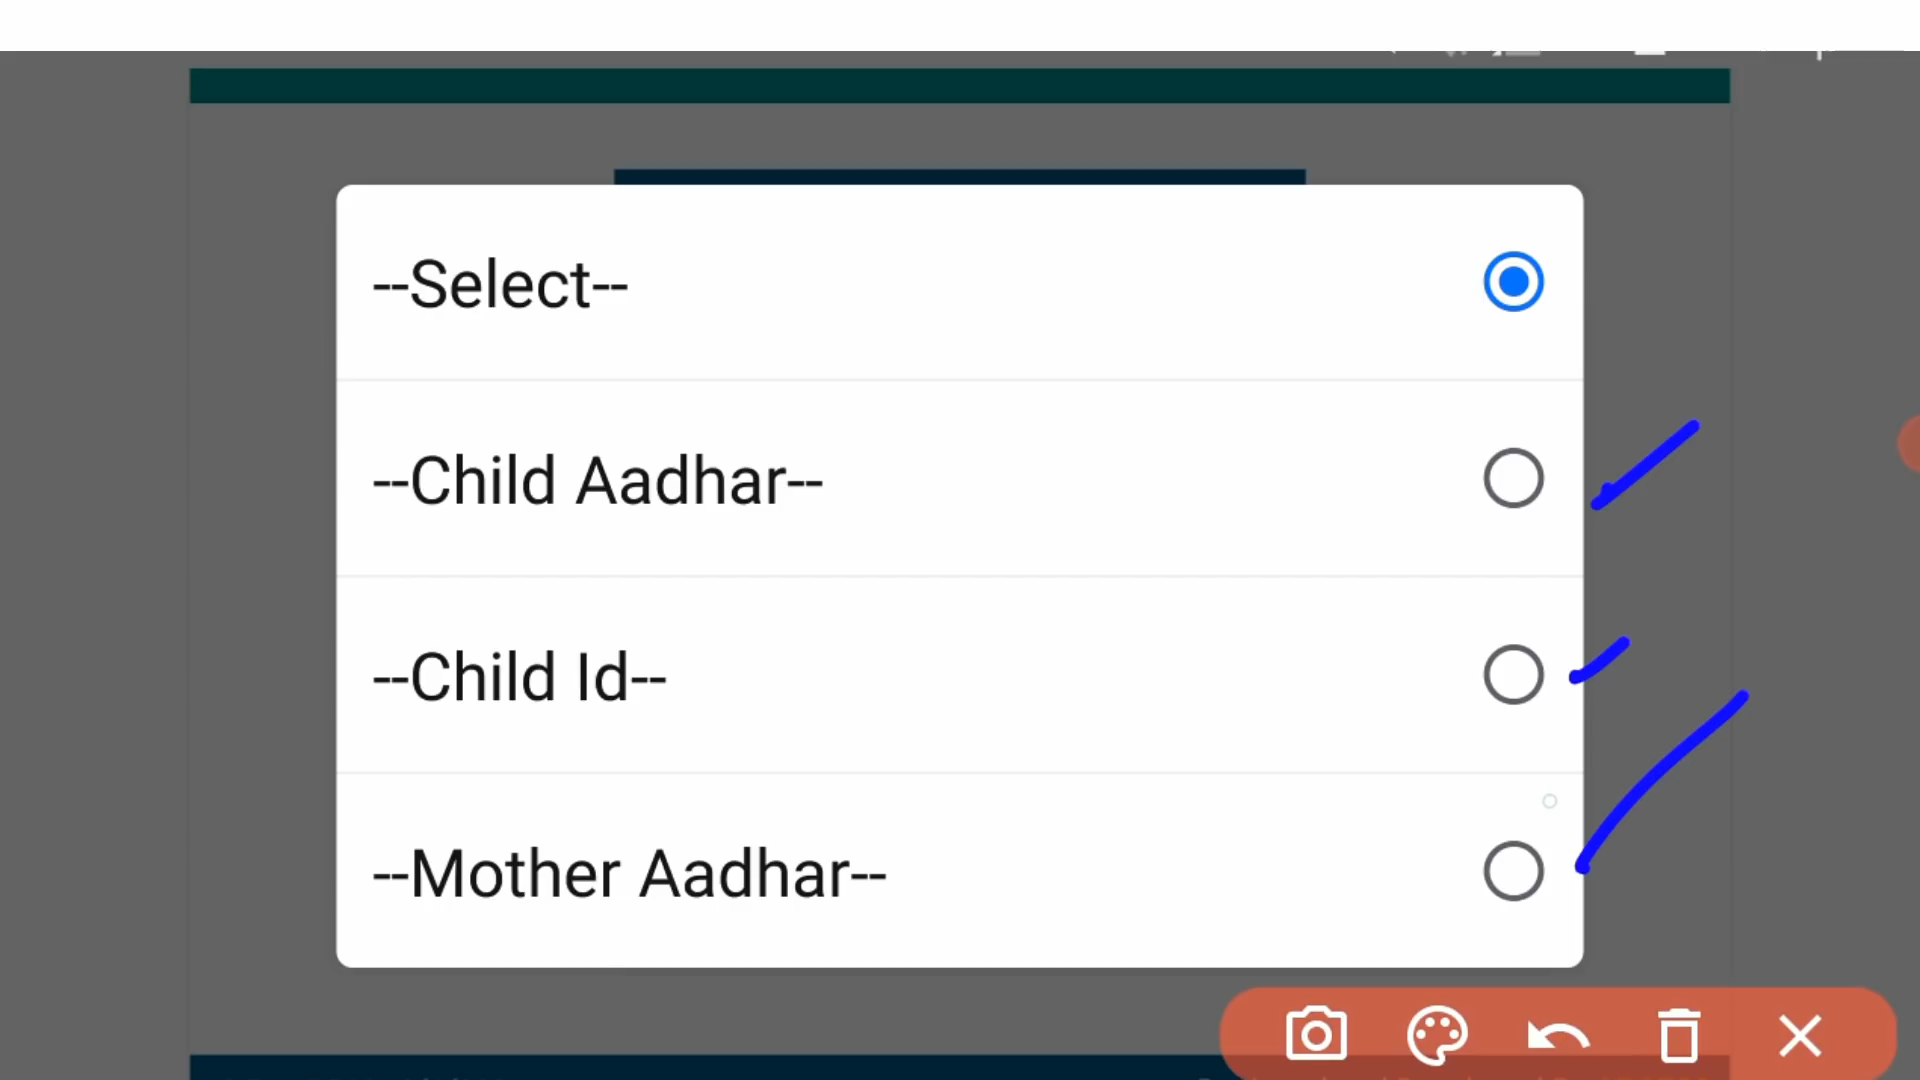 --Select--
--Child Aadhar--
--Child Id--
--Mother Aadhar--